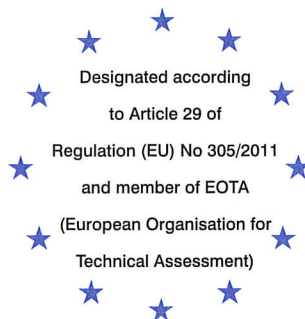 Designated according
to Article 29 of
Regulation (EU) No 305/2011
and member of EOTA
(European Organisation for
Technical Assessment)